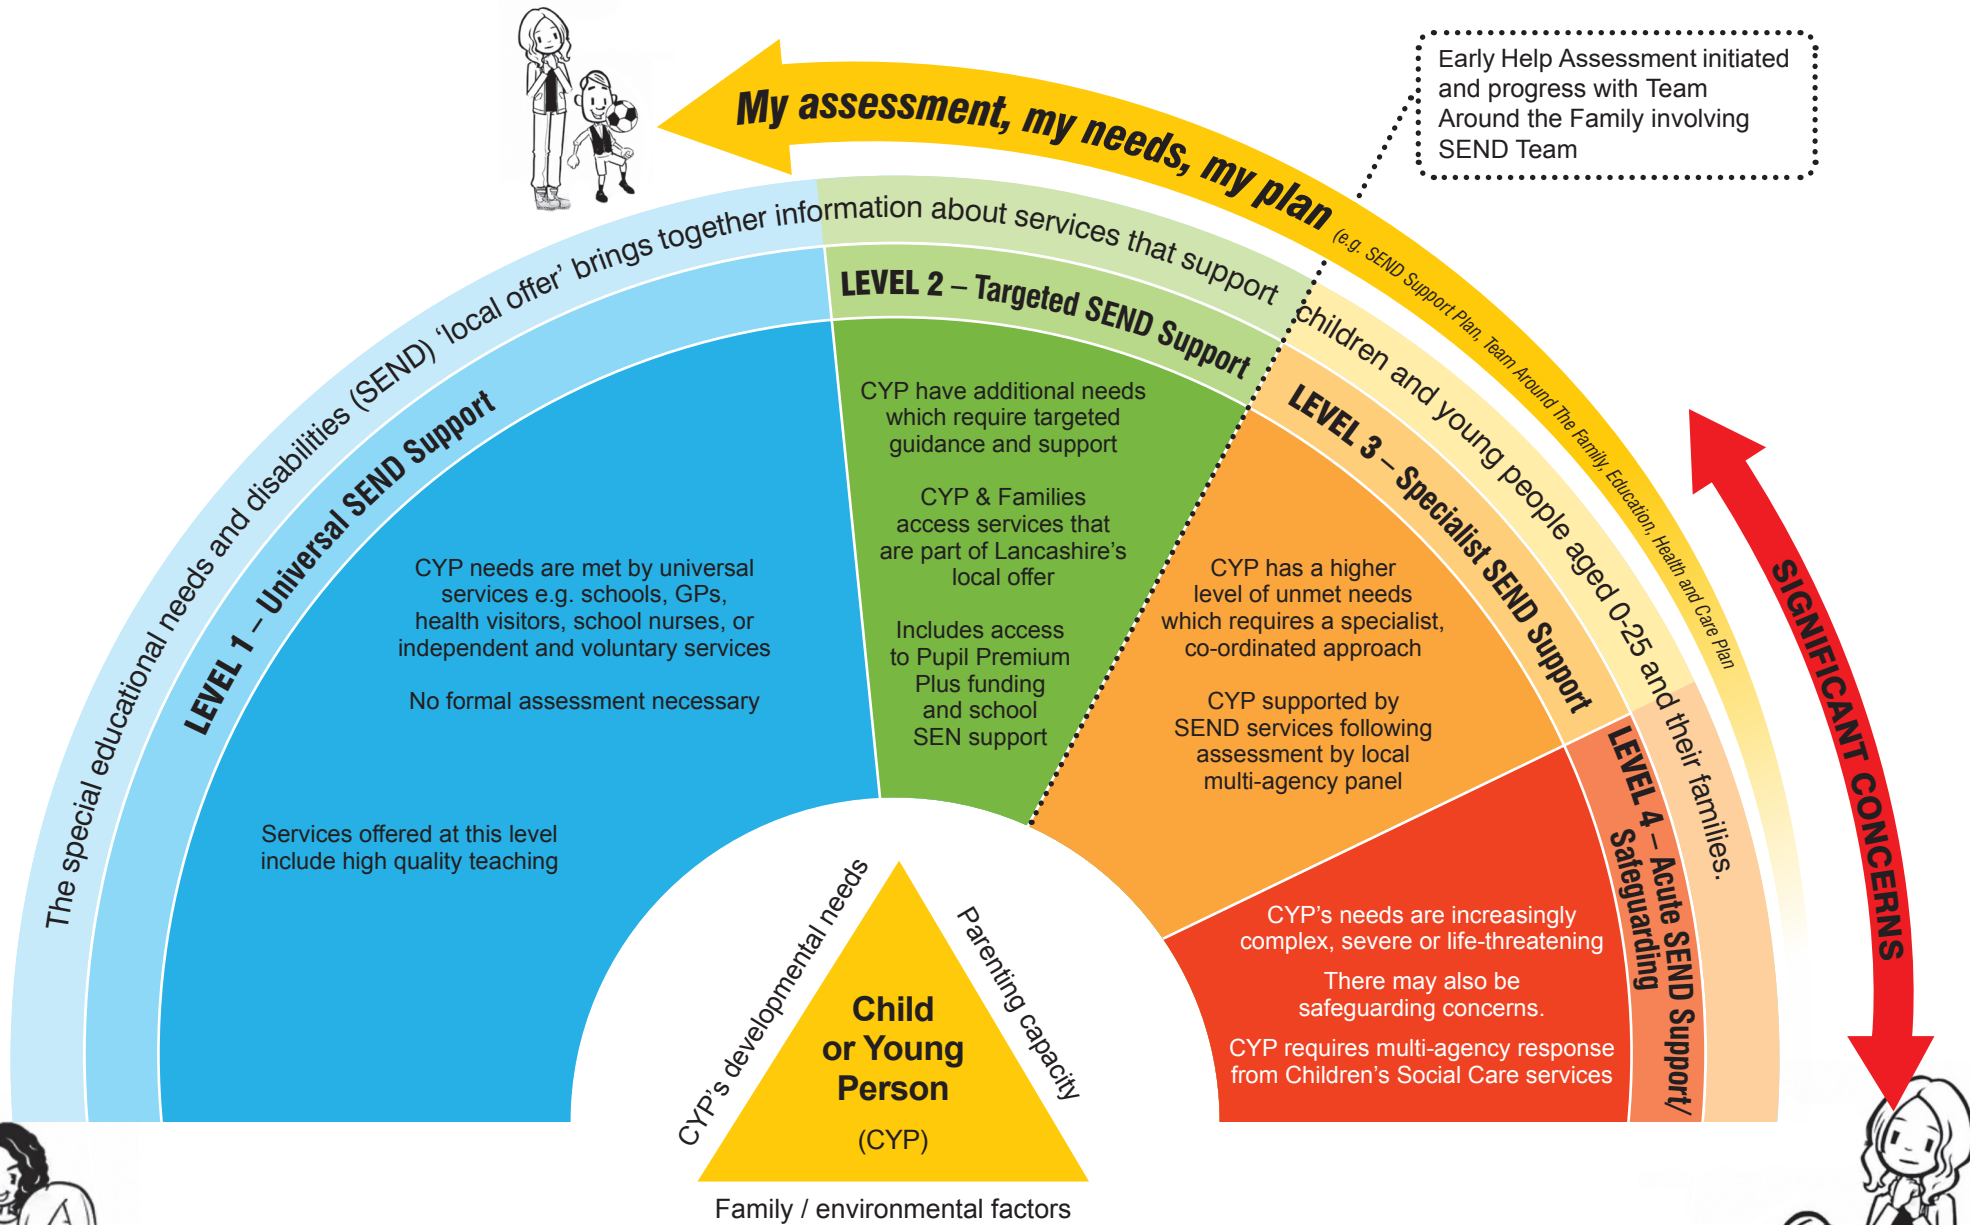 My assessment, my needs, my plan
(e.g. SEND Support Plan, Team Around The Family, Education, Health and Care Plan
Early Help Assessment initiated
and progress with Team
Around the Family involving
SEND Team
The special educational needs and disabilities (SEND) ‘local offer’ brings together information about services that support children and young people aged 0-25 and their families.
LEVEL 1 – Universal SEND Support
CYP needs are met by universal
services e.g. schools, GPs,
health visitors, school nurses, or
independent and voluntary services
No formal assessment necessary
Services offered at this level
include high quality teaching
LEVEL 2 – Targeted SEND Support
CYP have additional needs
which require targeted
guidance and support
CYP & Families
access services that
are part of Lancashire’s
local offer
Includes access
to Pupil Premium
Plus funding
and school
SEN support
LEVEL 3 – Specialist SEND Support
CYP has a higher
level of unmet needs
which requires a specialist,
co-ordinated approach
CYP supported by
SEND services following
assessment by local
multi-agency panel
LEVEL 4 – Acute SEND Support/
Safeguarding
CYP’s needs are increasingly
complex, severe or life-threatening
There may also be
safeguarding concerns.
CYP requires multi-agency response
from Children’s Social Care services
SIGNIFICANT CONCERNS
CYP’s developmental needs
Parenting capacity
Child
or Young
Person
(CYP)
Family / environmental factors